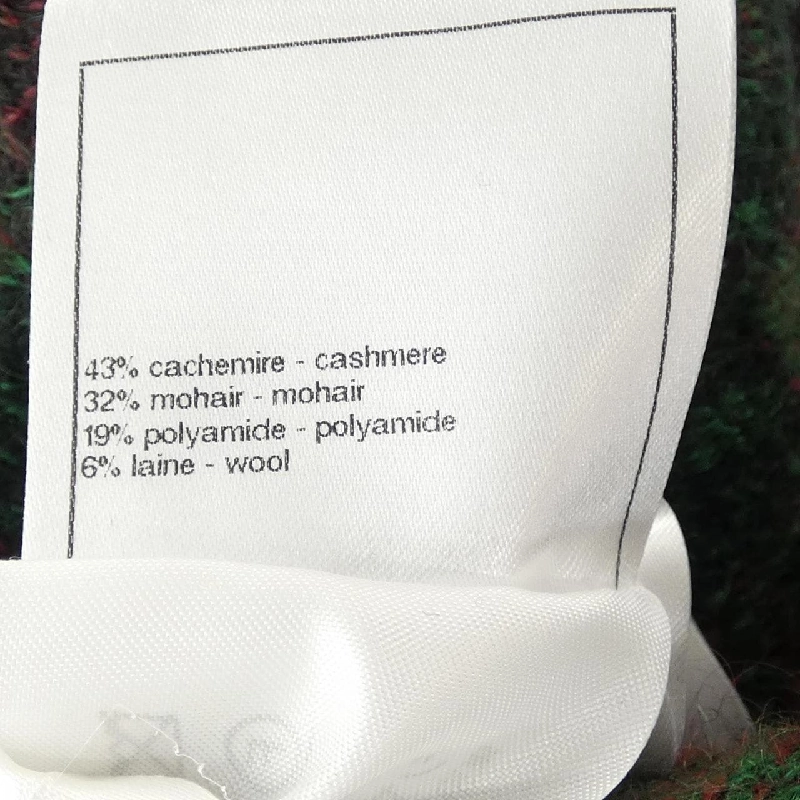 43% cachemire - cashmere
32% mohair - mohair
19% polyamide - polyamide
6% laine - wool